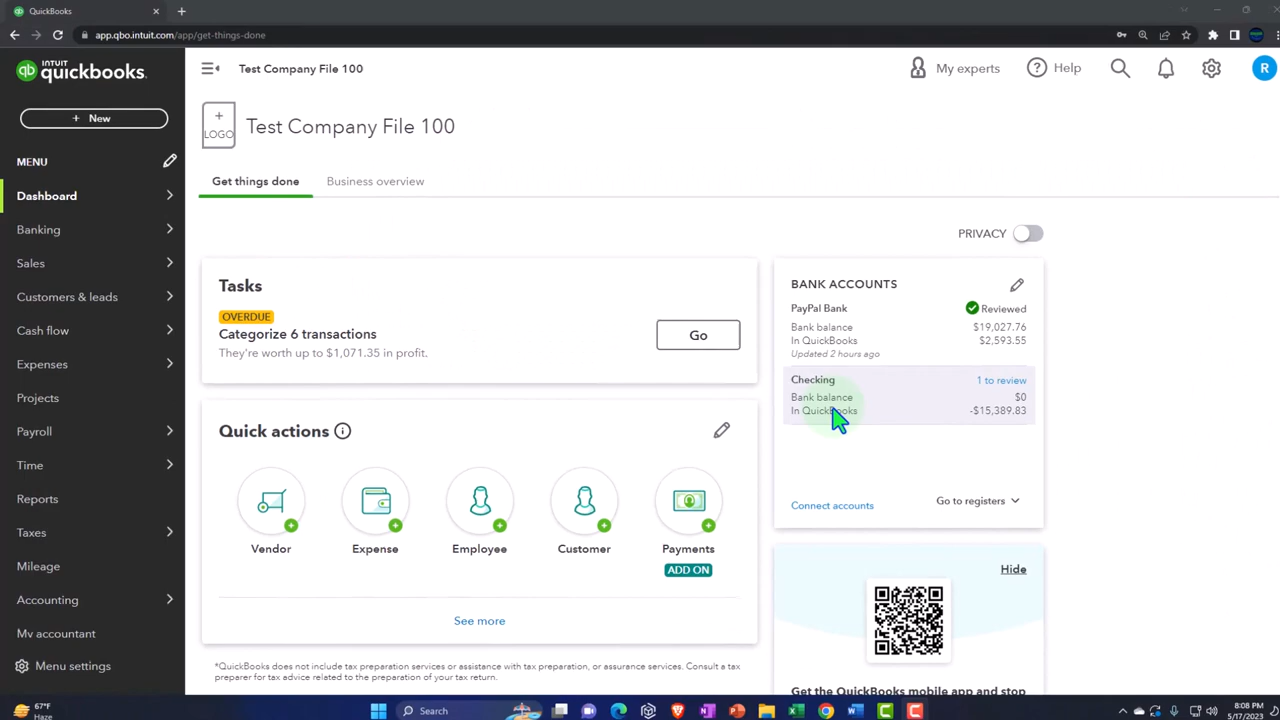 QuickBooks
app.qbo.intuit.com/app/get-things-done
INTUIT
quickbooks.
Test Company File 100
My experts
Help
R
+ New
+
LOGO
Test Company File 100
MENU
Get things done
Business overview
Dashboard
Banking
Sales
Customers & leads
Cash flow
Expenses
Projects
Payroll
Time
Reports
Taxes
Mileage
Accounting
My accountant
Menu settings
PRIVACY
Tasks
OVERDUE
Categorize 6 transactions
They're worth up to $1,071.35 in profit.
Go
BANK ACCOUNTS
PayPal Bank
Reviewed
Bank balance $19,027.76
In QuickBooks $2,593.55
Updated 2 hours ago
Checking 1 to review
Bank balance $0
In QuickBooks -$15,389.83
Connect accounts
Go to registers
Quick actions
Vendor
Expense
Employee
Customer
Payments
ADD ON
See more
Hide
Get the QuickBooks mobile app and stop
*QuickBooks does not include tax preparation services or assistance with tax preparation, or assurance services. Consult a tax
preparer for tax advice related to the preparation of your tax return.
67°F
Haze
Search
8:08 PM
5/17/2023